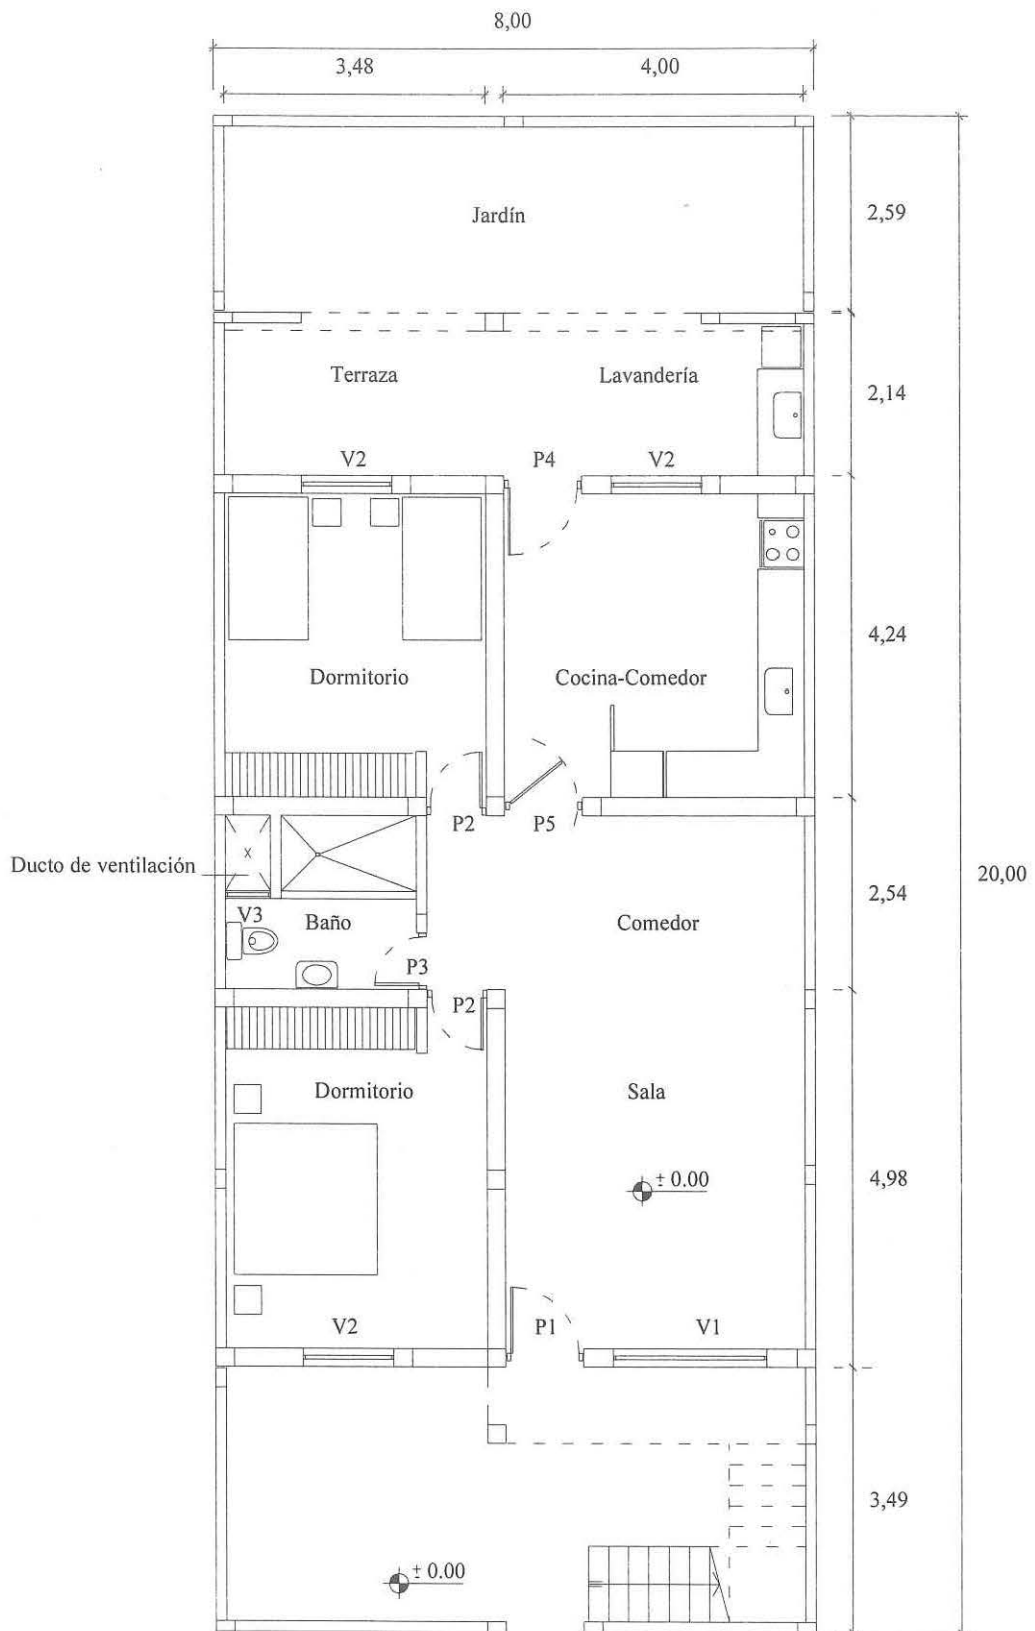 8,00
3,48
4,00
Jardín
2,59
Terraza
Lavandería
2,14
V2
P4
V2
4,24
Dormitorio
Cocina-Comedor
P2
P5
Ducto de ventilación
x
20,00
2,54
V3
Baño
Comedor
P3
P2
Dormitorio
Sala
± 0.00
4,98
V2
P1
V1
3,49
± 0.00